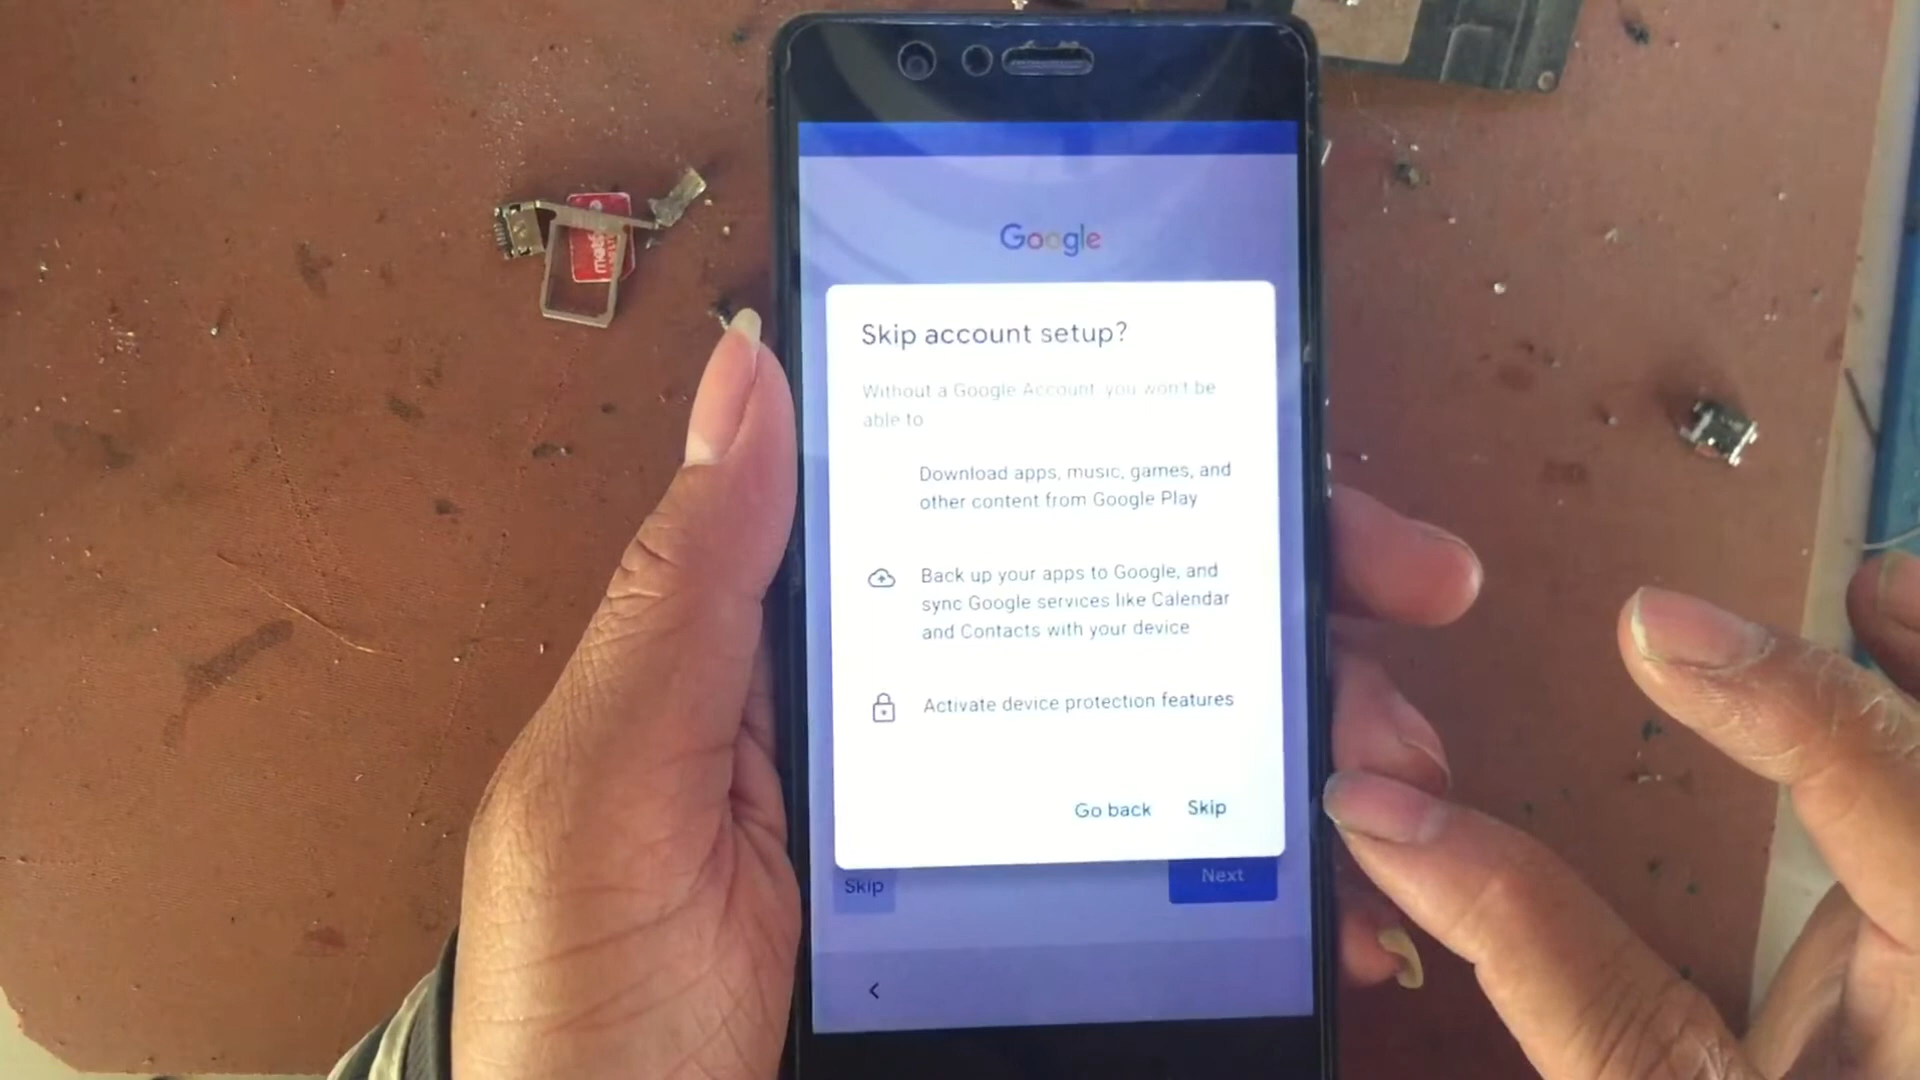 Google
Skip account setup?
Without a Google Account, you won't be
able to
Download apps, music, games, and
other content from Google Play
Back up your apps to Google, and
sync Google services like Calendar
and Contacts with your device
Activate device protection features
Go back Skip
Skip Next